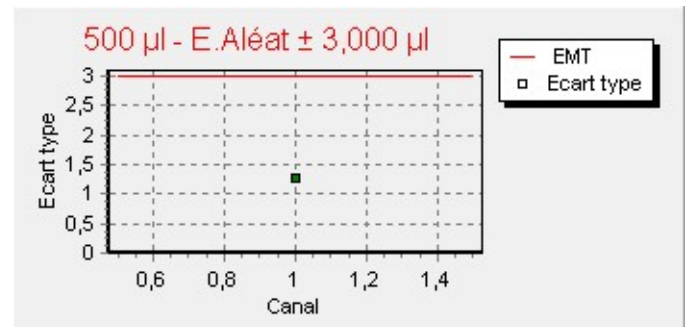 500 µl - E.Aléat ± 3,000 µl
EMT
Ecart type
Ecart type
3
2,5
2
1,5
1
0,5
0
0,6 0,8 1 1,2 1,4
Canal